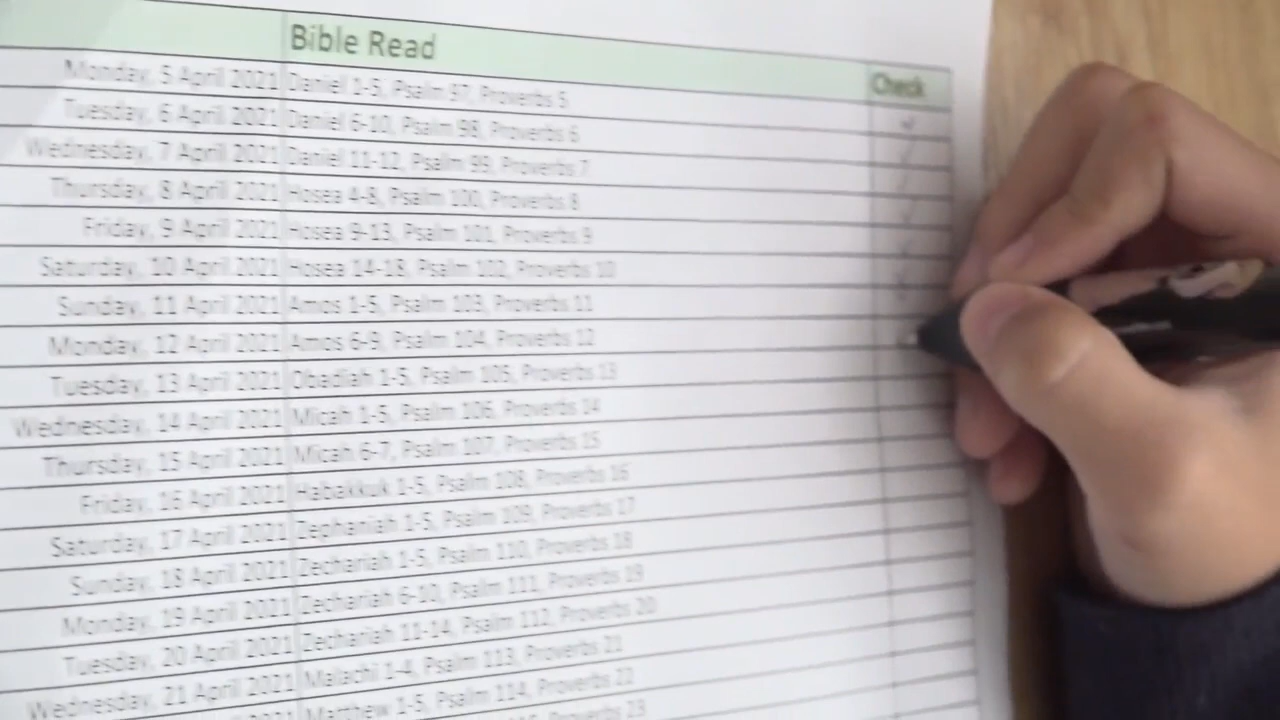 Bible Read Check
Monday, 5 April 2021 Daniel 1-5, Psalm 97, Proverbs 5
Tuesday, 6 April 2021 Daniel 6-10, Psalm 98, Proverbs 6
Wednesday, 7 April 2021 Daniel 11-12, Psalm 99, Proverbs 7
Thursday, 8 April 2021 Hosea 4-8, Psalm 100, Proverbs 8
Friday, 9 April 2021 Hosea 9-13, Psalm 101, Proverbs 9
Saturday, 10 April 2021 Hosea 14-18, Psalm 102, Proverbs 10
Sunday, 11 April 2021 Amos 1-5, Psalm 103, Proverbs 11
Monday, 12 April 2021 Amos 6-9, Psalm 104, Proverbs 12
Tuesday, 13 April 2021 Obadiah 1-5, Psalm 105, Proverbs 13
Wednesday, 14 April 2021 Micah 1-5, Psalm 106, Proverbs 14
Thursday, 15 April 2021 Micah 6-7, Psalm 107, Proverbs 15
Friday, 16 April 2021 Habakkuk 1-5, Psalm 108, Proverbs 16
Saturday, 17 April 2021 Zephaniah 1-5, Psalm 109, Proverbs 17
Sunday, 18 April 2021 Zechariah 1-5, Psalm 110, Proverbs 18
Monday, 19 April 2021 Zechariah 6-10, Psalm 111, Proverbs 19
Tuesday, 20 April 2021 Zechariah 11-14, Psalm 112, Proverbs 20
Wednesday, 21 April 2021 Malachi 1-4, Psalm 113, Proverbs 21
2021 Matthew 1-5, Psalm 114, Proverbs 22
Proverbs 23